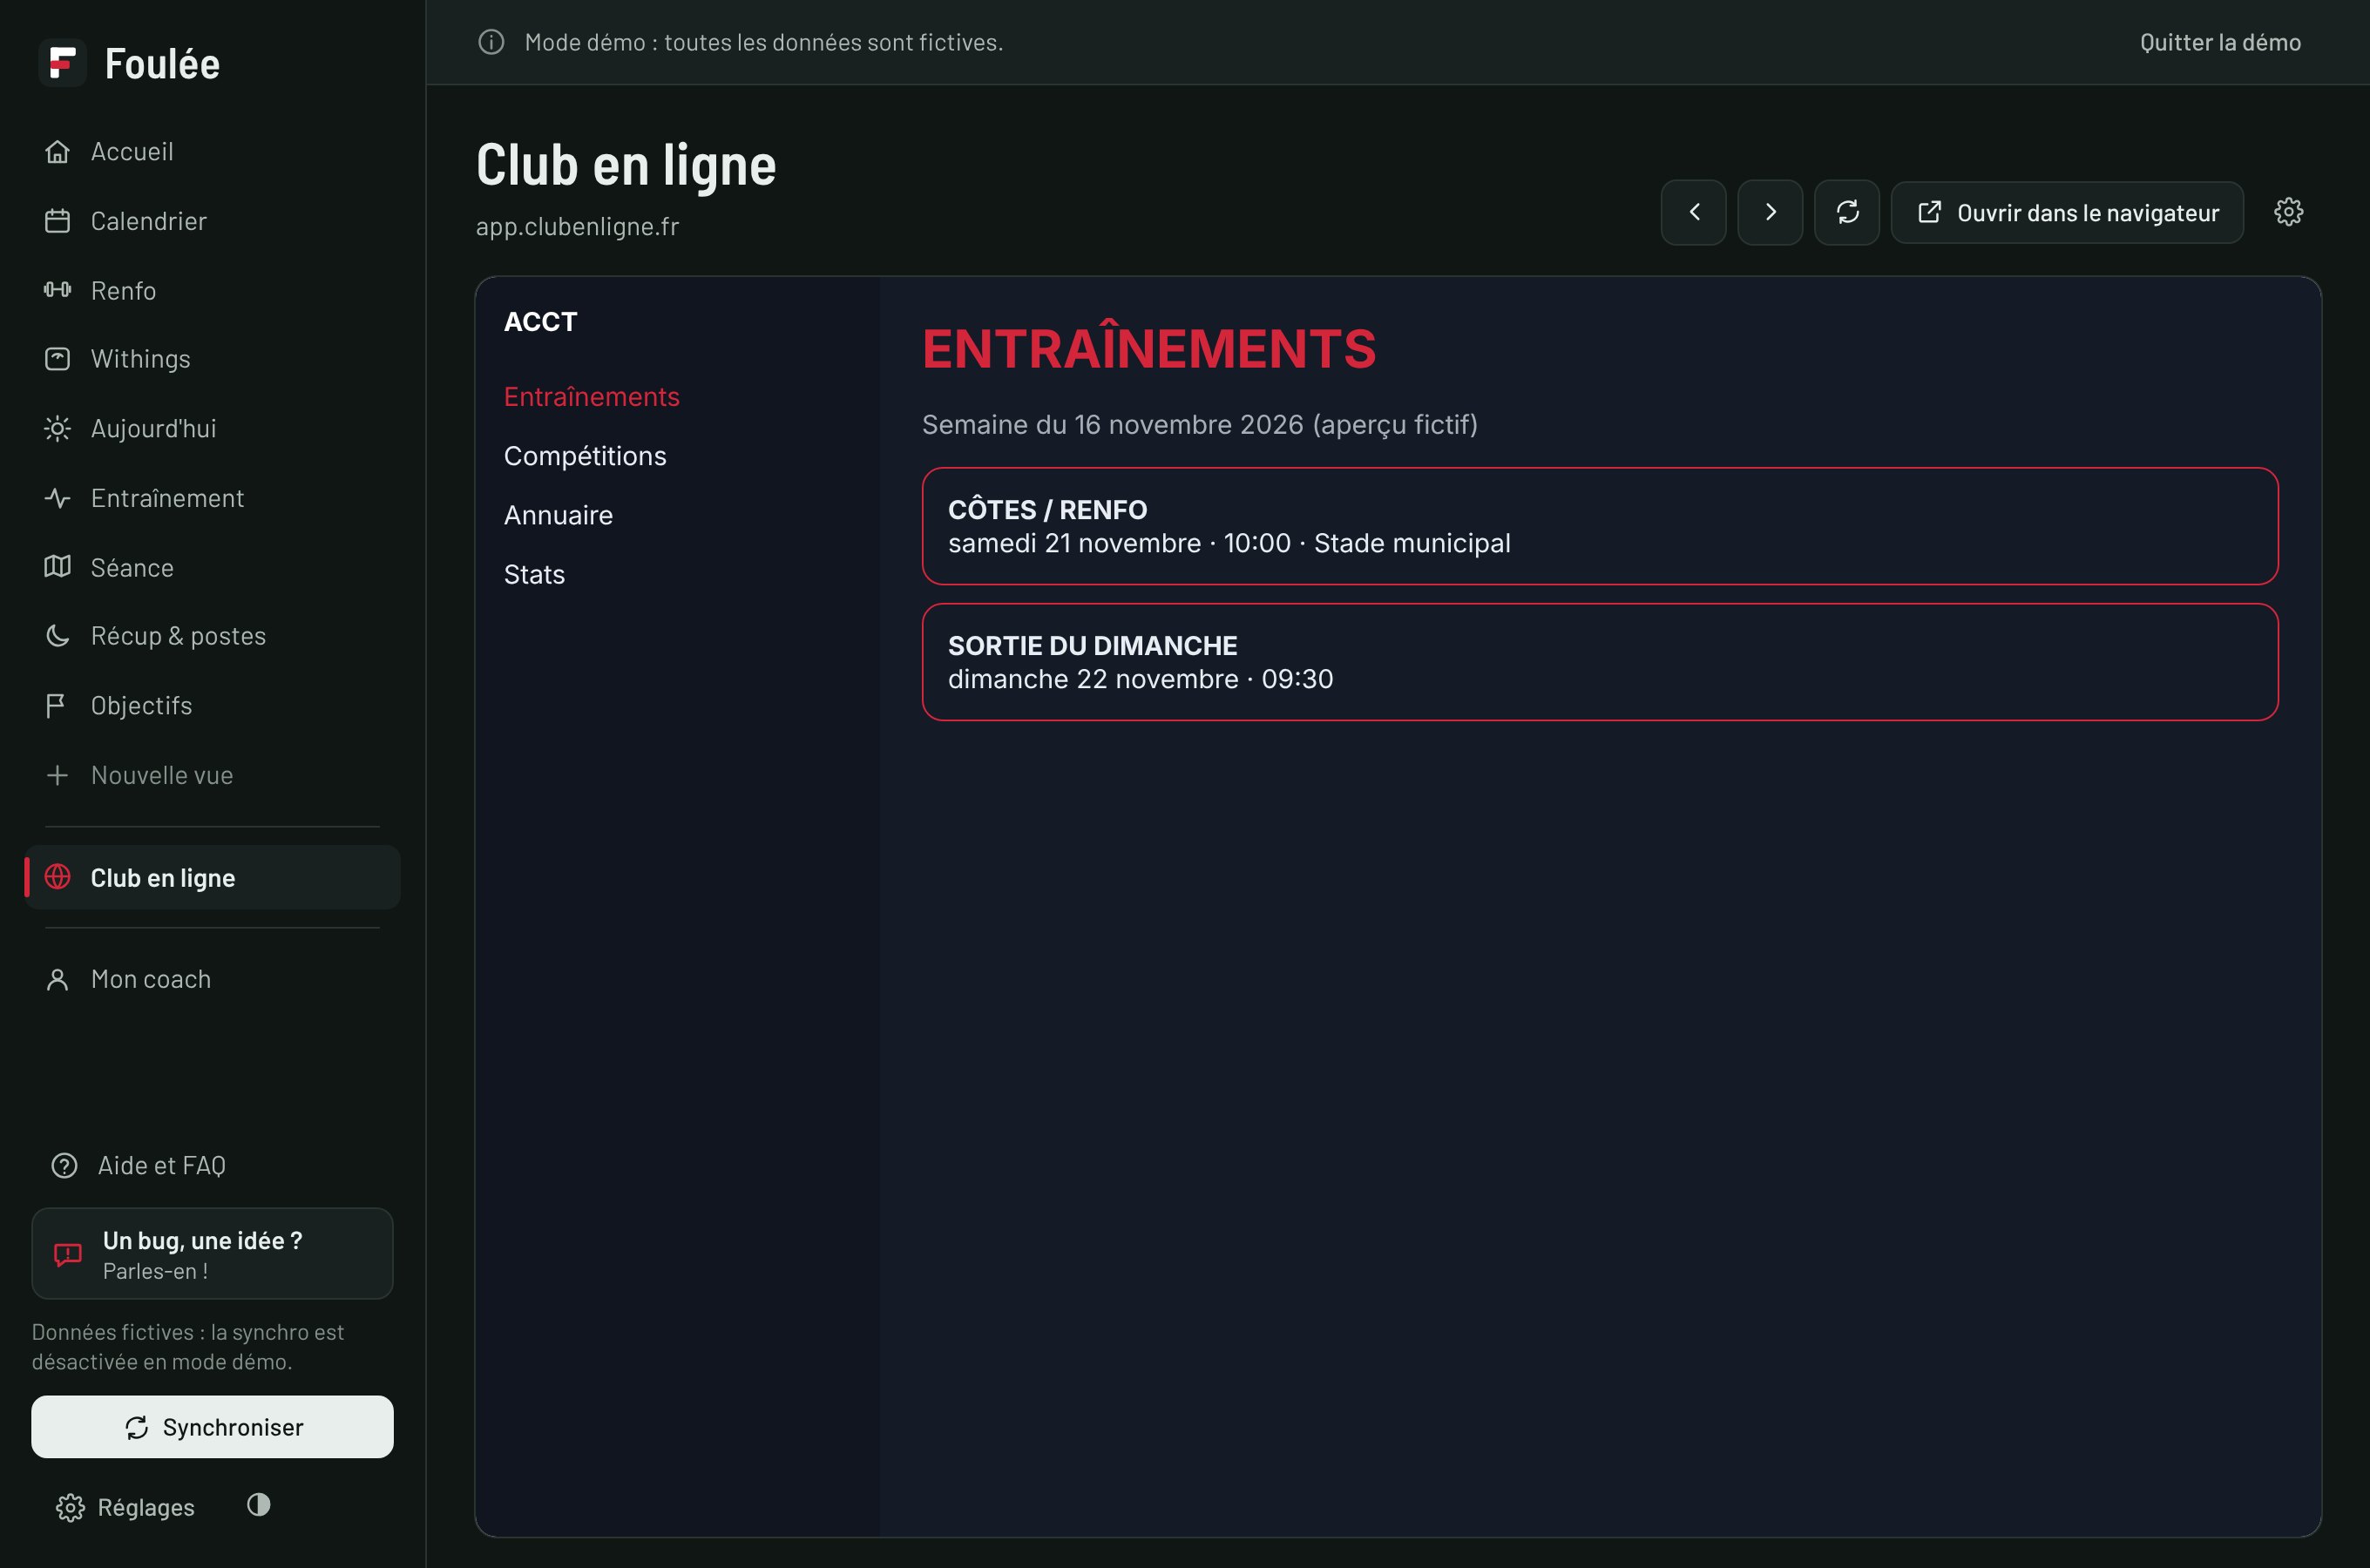 Foulée
Accueil
Calendrier
Renfo
Withings
Aujourd'hui
Entraînement
Séance
Récup & postes
Objectifs
Nouvelle vue
Club en ligne
Mon coach
Aide et FAQ
Un bug, une idée ?
Parles-en !
Données fictives : la synchro est
désactivée en mode démo.
Synchroniser
Réglages
Mode démo : toutes les données sont fictives.
Quitter la démo
Club en ligne
app.clubenligne.fr
Ouvrir dans le navigateur
ACCT
Entraînements
Compétitions
Annuaire
Stats
ENTRAÎNEMENTS
Semaine du 16 novembre 2026 (aperçu fictif)
CÔTES / RENFO
samedi 21 novembre · 10:00 · Stade municipal
SORTIE DU DIMANCHE
dimanche 22 novembre · 09:30